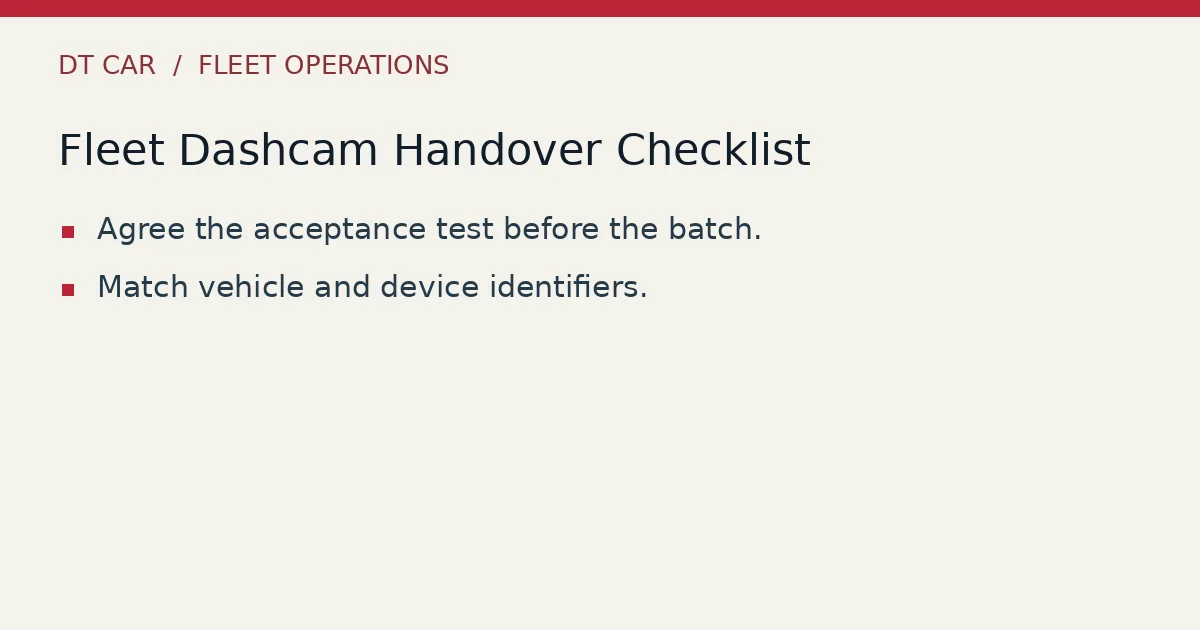 DT CAR / FLEET OPERATIONS
Fleet Dashcam Handover Checklist
Agree the acceptance test before the batch.
Match vehicle and device identifiers.